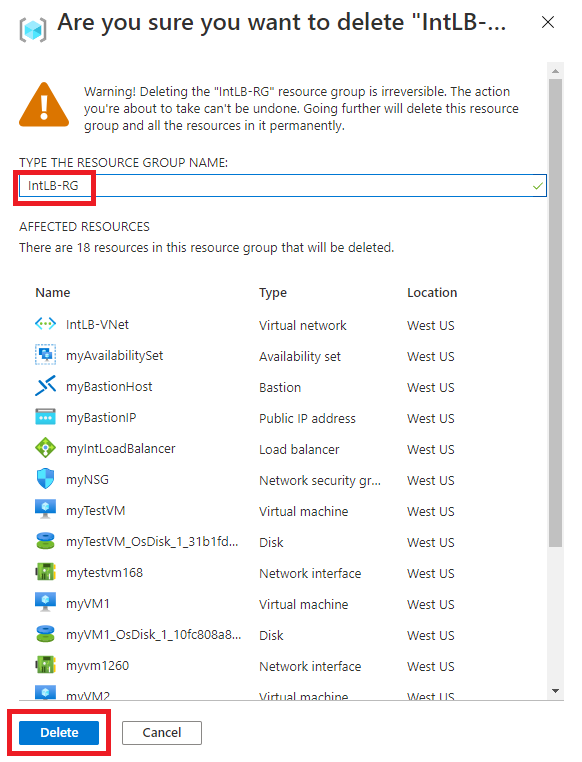 Are you sure you want to delete "IntLB-...
Warning! Deleting the "IntLB-RG" resource group is irreversible. The action
you're about to take can't be undone. Going further will delete this resource
group and all the resources in it permanently.
TYPE THE RESOURCE GROUP NAME:
IntLB-RG
AFFECTED RESOURCES
There are 18 resources in this resource group that will be deleted.
Name Type Location
IntLB-VNet Virtual network West US
myAvailabilitySet Availability set West US
myBastionHost Bastion West US
myBastionIP Public IP address West US
myIntLoadBalancer Load balancer West US
myNSG Network security gr... West US
myTestVM Virtual machine West US
myTestVM_OsDisk_1_31b1fd... Disk West US
mytestvm168 Network interface West US
myVM1 Virtual machine West US
myVM1_OsDisk_1_10fc808a8... Disk West US
myvm1260 Network interface West US
myVM2 Virtual machine West US
Delete Cancel